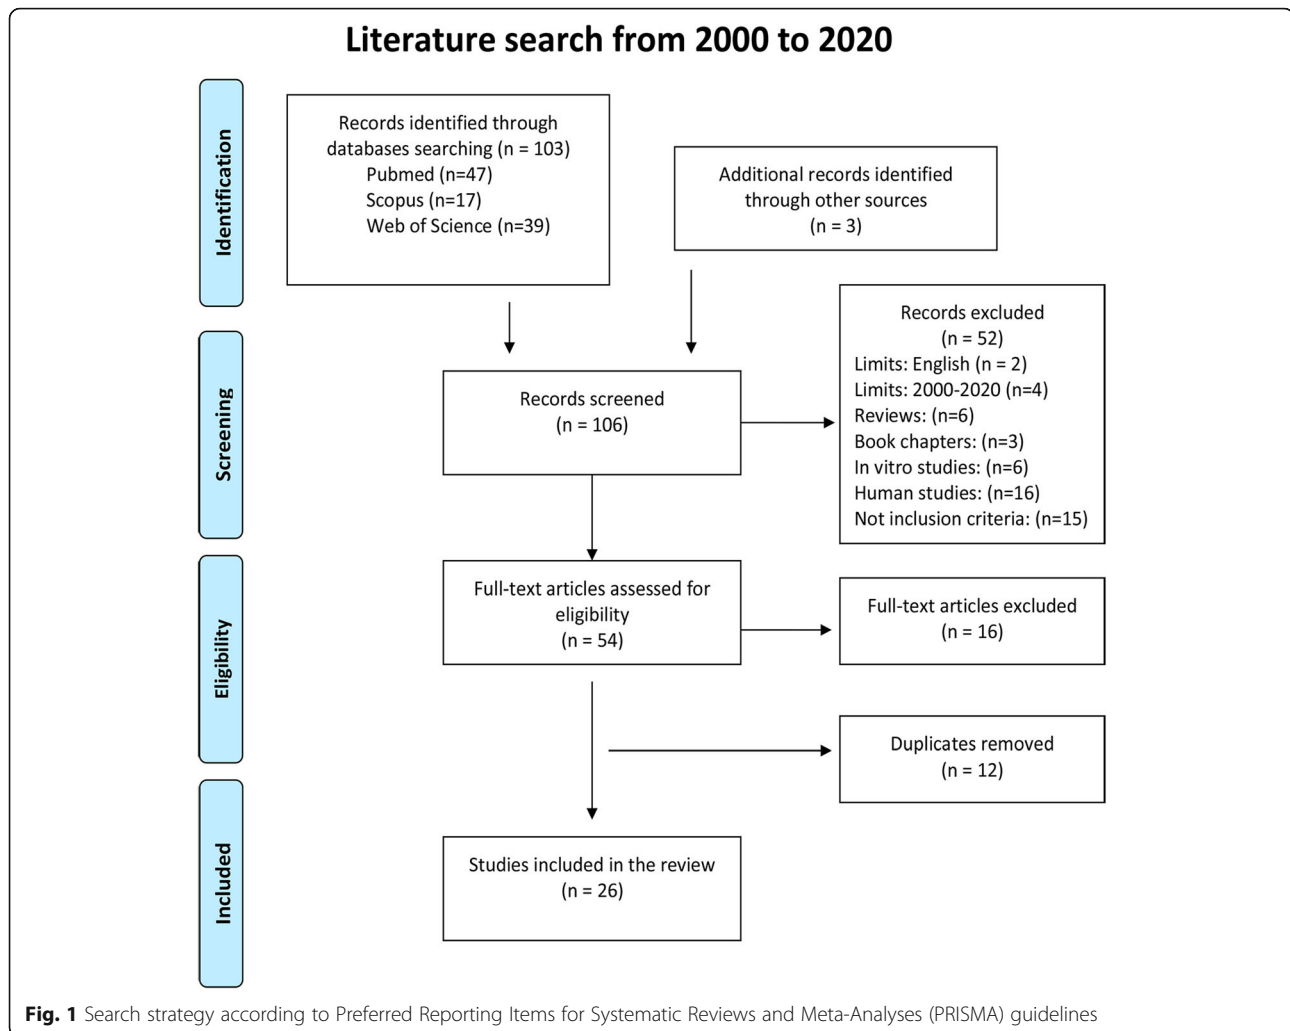 Literature search from 2000 to 2020
Identification
Records identified through
databases searching (n = 103)
Pubmed (n=47)
Scopus (n=17)
Web of Science (n=39)
Additional records identified
through other sources
(n = 3)
Screening
Records screened
(n = 106)
Records excluded
(n = 52)
Limits: English (n = 2)
Limits: 2000-2020 (n=4)
Reviews: (n=6)
Book chapters: (n=3)
In vitro studies: (n=6)
Human studies: (n=16)
Not inclusion criteria: (n=15)
Eligibility
Full-text articles assessed for
eligibility
(n = 54)
Full-text articles excluded
(n = 16)
Duplicates removed
(n = 12)
Included
Studies included in the review
(n = 26)
Fig. 1 Search strategy according to Preferred Reporting Items for Systematic Reviews and Meta-Analyses (PRISMA) guidelines